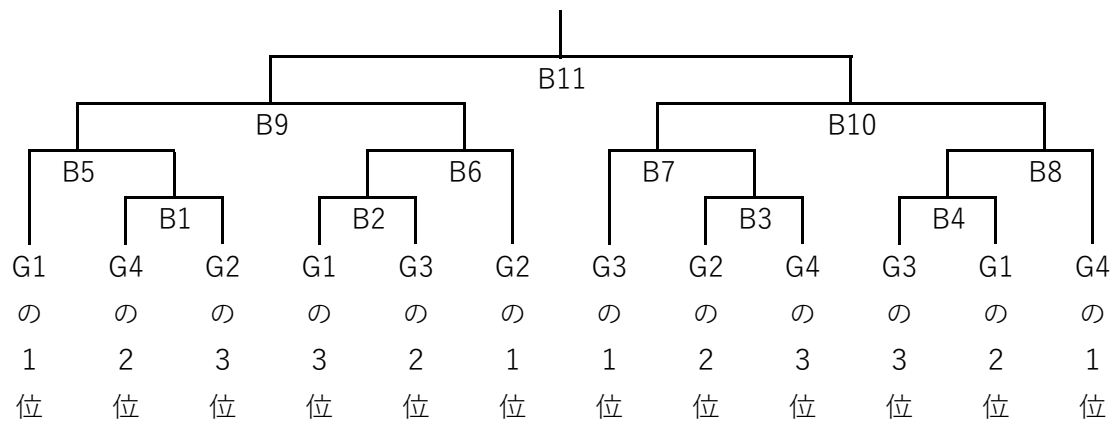 B11
B9 B10
B5 B6 B7 B8
B1 B2 B3 B4
G1 G4 G2 G1 G3 G2 G3 G2 G4 G3 G1 G4
の の の の の の の の の の の の
1 2 3 3 2 1 1 2 3 3 2 1
位 位 位 位 位 位 位 位 位 位 位 位